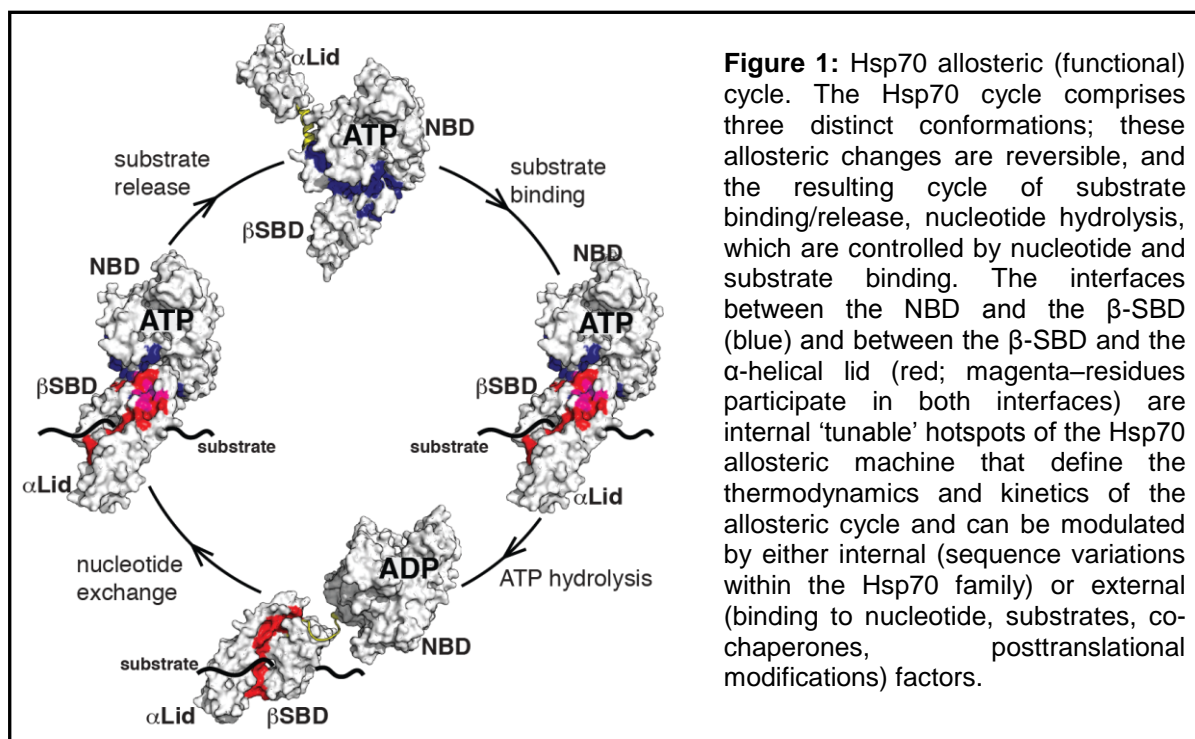 αLid
NBD
ATP
substrate
release
substrate
binding
βSBD
NBD
ATP
βSBD
substrate
αLid
NBD
ATP
βSBD
substrate
αLid
nucleotide
exchange
ADP
ATP hydrolysis
NBD
substrate
αLid
βSBD
Figure 1: Hsp70 allosteric (functional)
cycle. The Hsp70 cycle comprises
three distinct conformations; these
allosteric changes are reversible, and
the resulting cycle of substrate
binding/release, nucleotide hydrolysis,
which are controlled by nucleotide and
substrate binding. The interfaces
between the NBD and the β-SBD
(blue) and between the β-SBD and the
α-helical lid (red; magenta–residues
participate in both interfaces) are
internal ‘tunable’ hotspots of the Hsp70
allosteric machine that define the
thermodynamics and kinetics of the
allosteric cycle and can be modulated
by either internal (sequence variations
within the Hsp70 family) or external
(binding to nucleotide, substrates, co-
chaperones, posttranslational
modifications) factors.